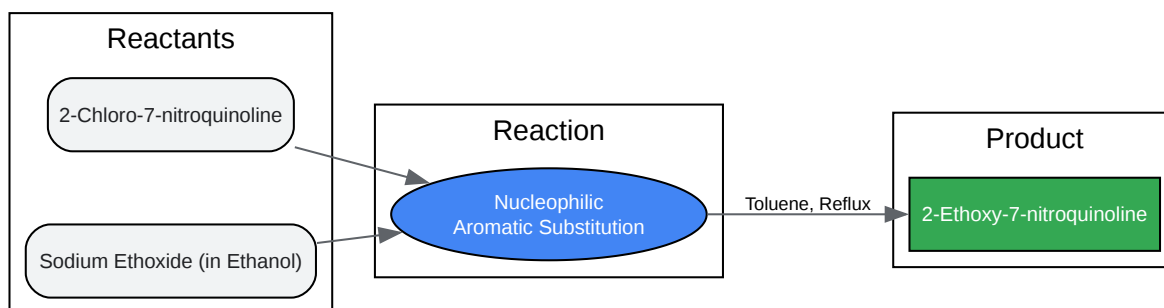 Reactants
2-Chloro-7-nitroquinoline
Sodium Ethoxide (in Ethanol)
Reaction
Nucleophilic
Aromatic Substitution
Toluene, Reflux
Product
2-Ethoxy-7-nitroquinoline